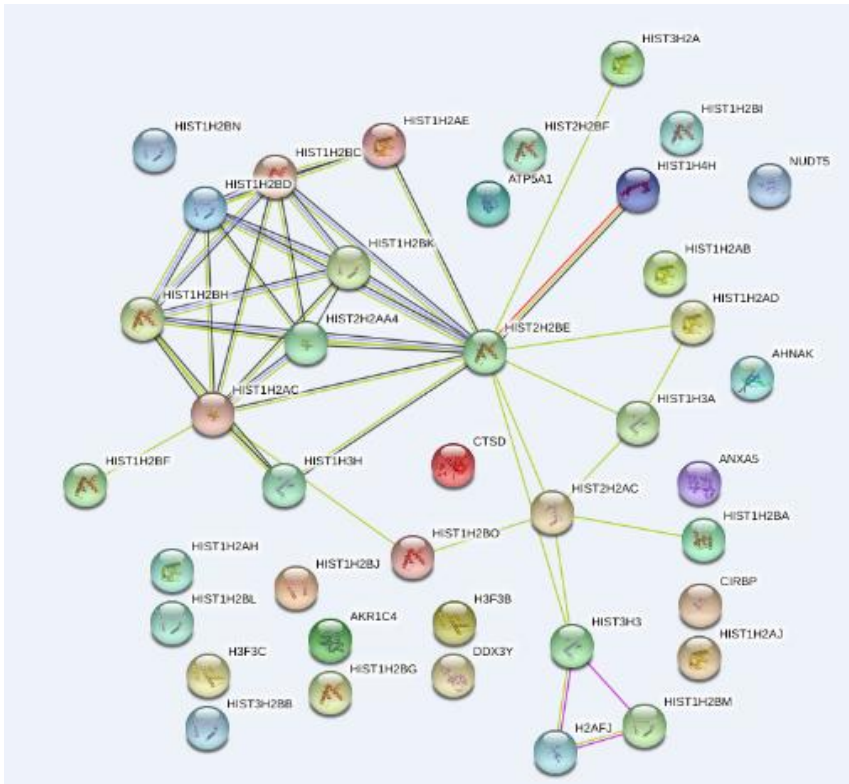 HIST3H2A
HIST1H2BI
HIST2H2BF
HIST1H2AE
HIST1H2BN
HIST1H2BC
HIST1H4H
NUDT5
ATP5A1
HIST1H2BD
HIST1H2BK
HIST1H2AB
HIST1H2BH
HIST1H2AD
HIST2H2AA4
HIST2H2BE
AHNAK
HIST1H2AC
HIST1H3A
CTSD
HIST1H2BF
HIST1H3H
ANXA5
HIST2H2AC
HIST1H2BA
HIST1H2BO
HIST1H2AH
HIST1H2BJ
CIRBP
HIST1H2BL
AKR1C4
H3F3B
HIST3H3
HIST1H2AJ
H3F3C
HIST1H2BG
DDX3Y
HIST3H2BB
H2AFJ
HIST1H2BM